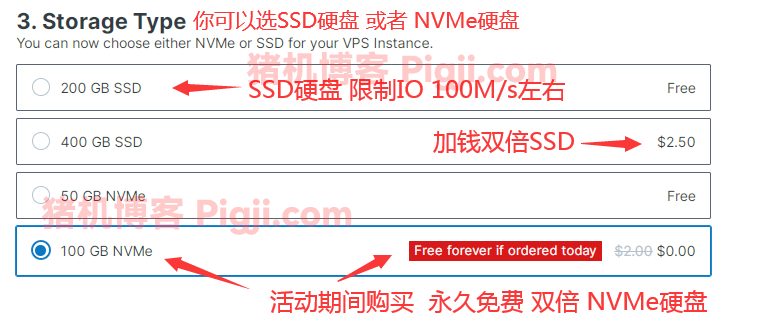 3. Storage Type 你可以选SSD硬盘 或者 NVMe硬盘
You can now choose either NVMe or SSD for your VPS Instance.
猪机博客 Pigji.com
200 GB SSD SSD硬盘 限制IO 100M/s左右 Free
400 GB SSD 加钱双倍SSD $2.50
50 GB NVMe Free
猪机博客 Pigji.com
100 GB NVMe Free forever if ordered today $2.00 $0.00
活动期间购买 永久免费 双倍 NVMe硬盘